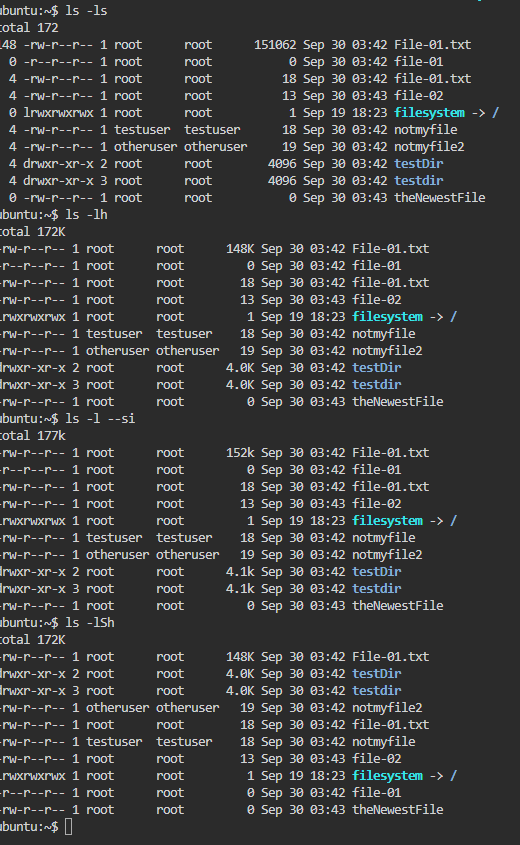 ubuntu:~$ ls -ls
total 172
148 -rw-r--r-- 1 root      root      151062 Sep 30 03:42 File-01.txt
  0 -r--r--r-- 1 root      root           0 Sep 30 03:42 file-01
  4 -rw-r--r-- 1 root      root          18 Sep 30 03:42 file-01.txt
  4 -rw-r--r-- 1 root      root          13 Sep 30 03:43 file-02
  0 lrwxrwxrwx 1 root      root           1 Sep 19 18:23 filesystem -> /
  4 -rw-r--r-- 1 testuser  testuser      18 Sep 30 03:42 notmyfile
  4 -rw-r--r-- 1 otheruser otheruser     19 Sep 30 03:42 notmyfile2
  4 drwxr-xr-x 2 root      root        4096 Sep 30 03:42 testDir
  4 drwxr-xr-x 3 root      root        4096 Sep 30 03:42 testdir
  0 -rw-r--r-- 1 root      root           0 Sep 30 03:43 theNewestFile
ubuntu:~$ ls -lh
total 172K
-rw-r--r-- 1 root      root      148K Sep 30 03:42 File-01.txt
-r--r--r-- 1 root      root         0 Sep 30 03:42 file-01
-rw-r--r-- 1 root      root        18 Sep 30 03:42 file-01.txt
-rw-r--r-- 1 root      root        13 Sep 30 03:43 file-02
lrwxrwxrwx 1 root      root         1 Sep 19 18:23 filesystem -> /
-rw-r--r-- 1 testuser  testuser    18 Sep 30 03:42 notmyfile
-rw-r--r-- 1 otheruser otheruser   19 Sep 30 03:42 notmyfile2
drwxr-xr-x 2 root      root      4.0K Sep 30 03:42 testDir
drwxr-xr-x 3 root      root      4.0K Sep 30 03:42 testdir
-rw-r--r-- 1 root      root         0 Sep 30 03:43 theNewestFile
ubuntu:~$ ls -l --si
total 177k
-rw-r--r-- 1 root      root      152k Sep 30 03:42 File-01.txt
-r--r--r-- 1 root      root         0 Sep 30 03:42 file-01
-rw-r--r-- 1 root      root        18 Sep 30 03:42 file-01.txt
-rw-r--r-- 1 root      root        13 Sep 30 03:43 file-02
lrwxrwxrwx 1 root      root         1 Sep 19 18:23 filesystem -> /
-rw-r--r-- 1 testuser  testuser    18 Sep 30 03:42 notmyfile
-rw-r--r-- 1 otheruser otheruser   19 Sep 30 03:42 notmyfile2
drwxr-xr-x 2 root      root      4.1k Sep 30 03:42 testDir
drwxr-xr-x 3 root      root      4.1k Sep 30 03:42 testdir
-rw-r--r-- 1 root      root         0 Sep 30 03:43 theNewestFile
ubuntu:~$ ls -lSh
total 172K
-rw-r--r-- 1 root      root      148K Sep 30 03:42 File-01.txt
drwxr-xr-x 2 root      root      4.0K Sep 30 03:42 testDir
drwxr-xr-x 3 root      root      4.0K Sep 30 03:42 testdir
-rw-r--r-- 1 otheruser otheruser   19 Sep 30 03:42 notmyfile2
-rw-r--r-- 1 root      root        18 Sep 30 03:42 file-01.txt
-rw-r--r-- 1 testuser  testuser    18 Sep 30 03:42 notmyfile
-rw-r--r-- 1 root      root        13 Sep 30 03:43 file-02
lrwxrwxrwx 1 root      root         1 Sep 19 18:23 filesystem -> /
-r--r--r-- 1 root      root         0 Sep 30 03:42 file-01
-rw-r--r-- 1 root      root         0 Sep 30 03:43 theNewestFile
ubuntu:~$